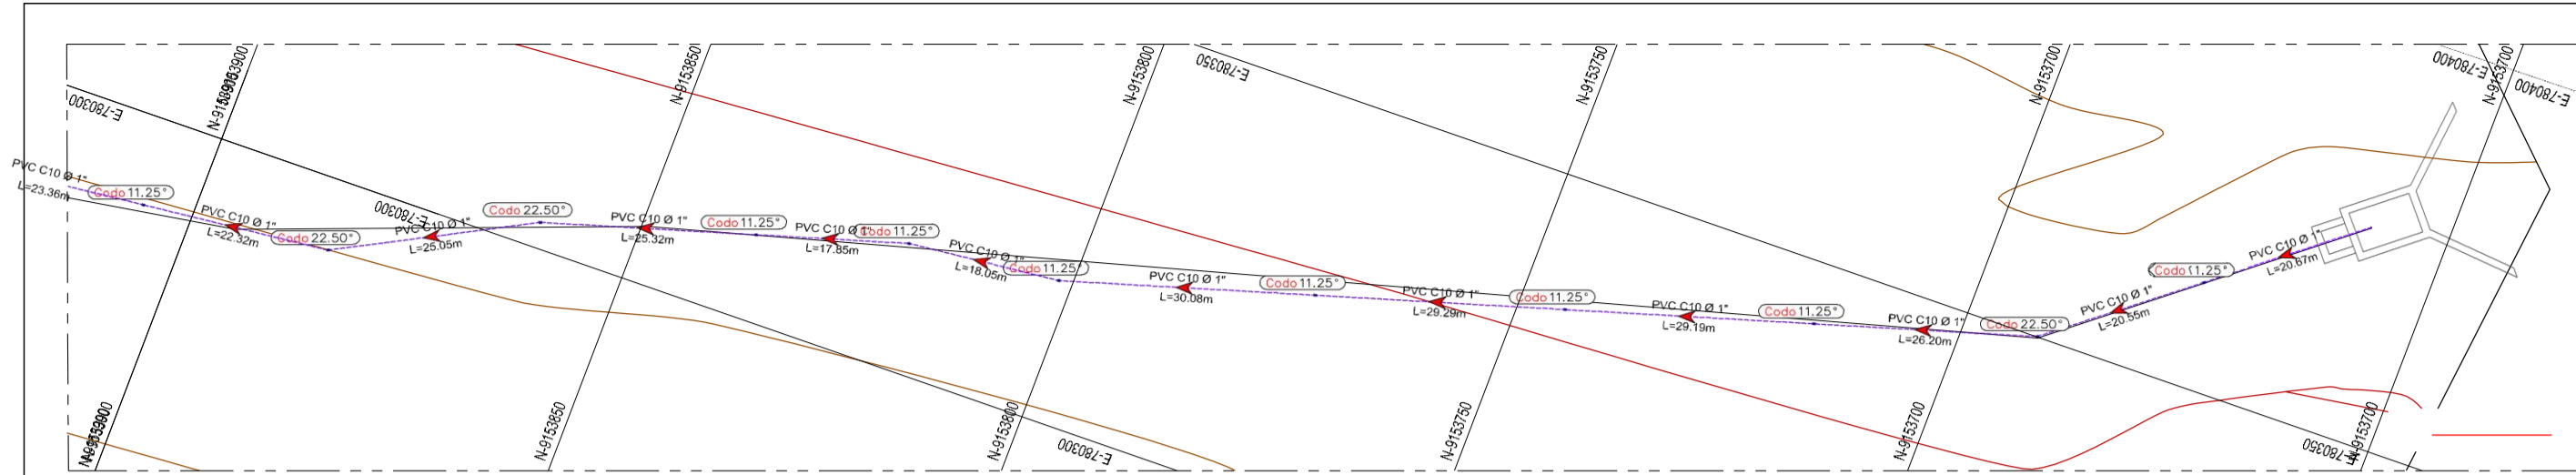 N-9153900
N-9153850
N-9153800
E-780350
N-9153750
N-9153700
E-780400
N-9153700
E-780400
E-780300
PVC C10 Ø 1"
L=23.36m
Codo 11.25°
PVC C10 Ø 1"
L=22.32m
Codo 22.50°
E-780300
PVC C10 Ø 1"
L=25.05m
Codo 22.50°
PVC C10 Ø 1"
L=25.32m
Codo 11.25°
PVC C10 Ø 1"
L=17.85m
Codo 11.25°
PVC C10 Ø 1"
L=18.05m
Codo 11.25°
PVC C10 Ø 1"
L=30.08m
Codo 11.25°
PVC C10 Ø 1"
L=29.29m
Codo 11.25°
PVC C10 Ø 1"
L=29.19m
Codo 11.25°
PVC C10 Ø 1"
L=26.20m
Codo 22.50°
PVC C10 Ø 1"
L=20.55m
Codo 11.25°
PVC C10 Ø 1"
L=20.87m
N-9153900
N-9153850
N-9153800
E-780300
N-9153750
N-9153700
E-780350
N-9153700